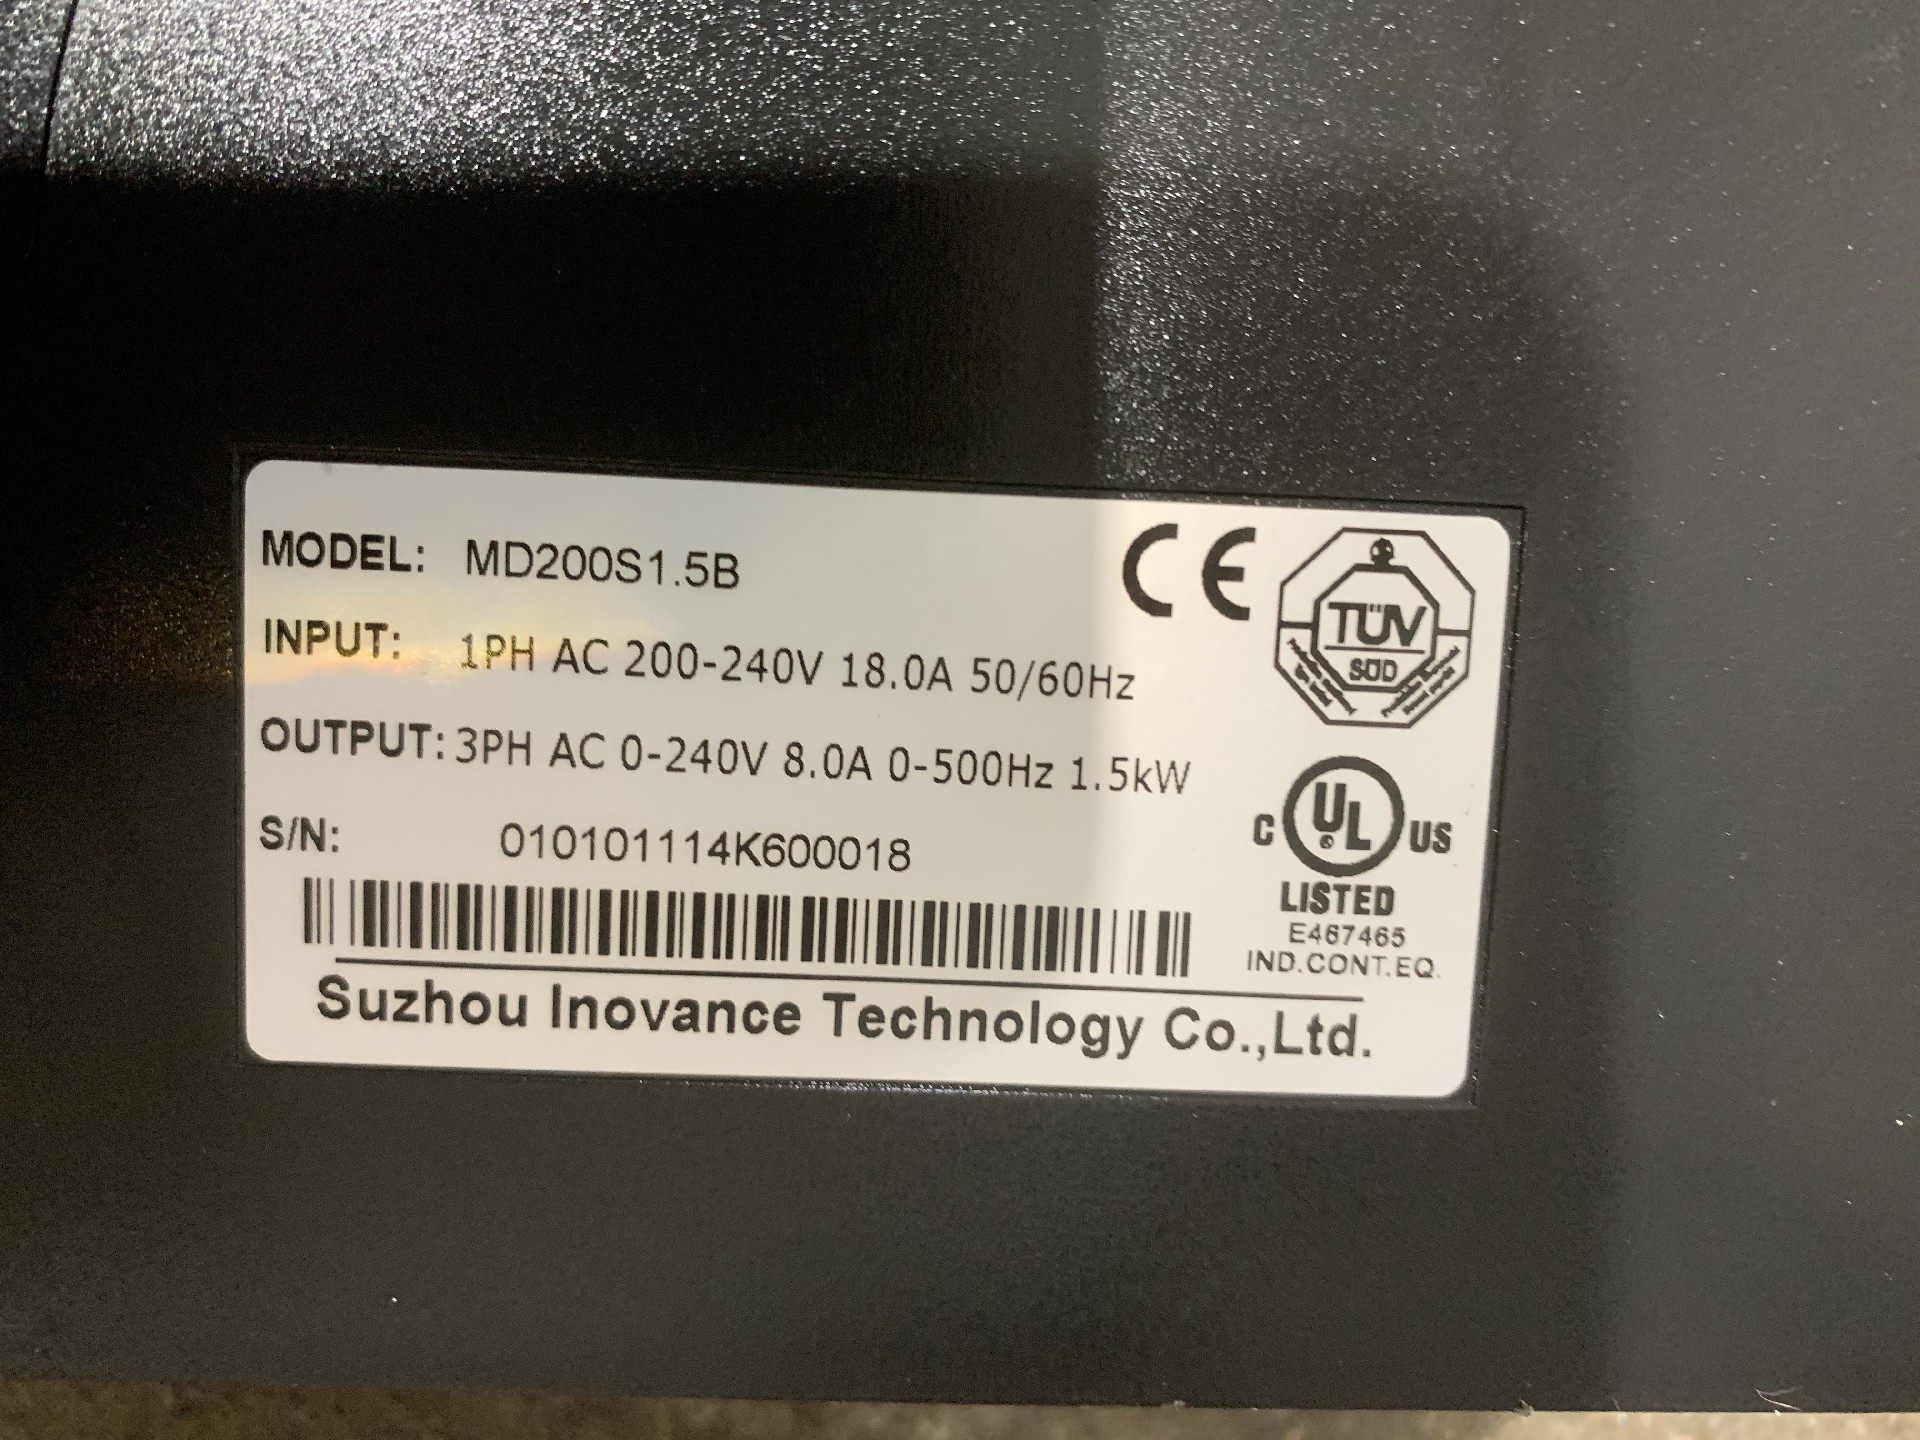 MODEL: MD200S1.5B
INPUT: 1PH AC 200-240V 18.0A 50/60Hz
OUTPUT: 3PH AC 0-240V 8.0A 0-500Hz 1.5kW
S/N: 010101114K600018
Suzhou Inovance Technology Co.,Ltd.
CE
TÜV
SÜD
C UL US
LISTED
E467465
IND.CONT.EQ.